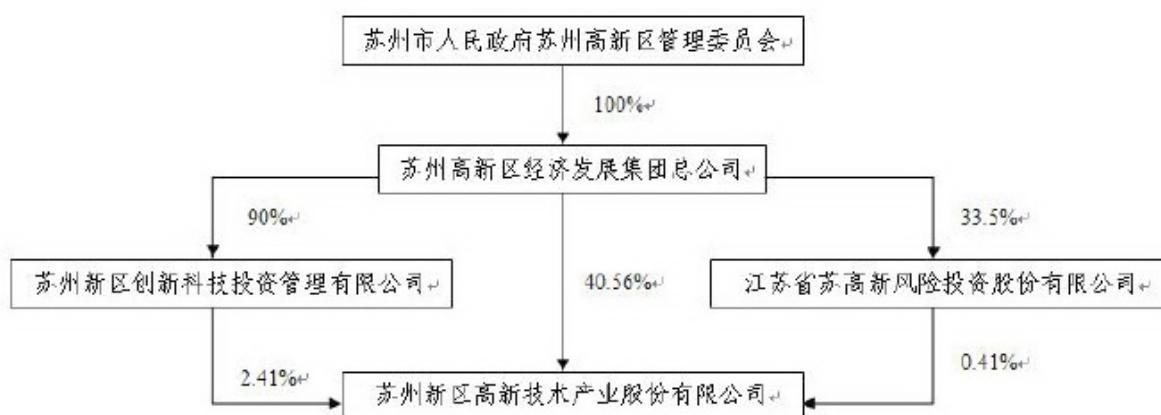 苏州市人民政府苏州高新区管理委员会
100%
苏州高新区经济发展集团总公司
90%
33.5%
苏州新区创新科技投资管理有限公司
40.56%
江苏省苏高新风险投资股份有限公司
2.41%
0.41%
苏州新区高新技术产业股份有限公司